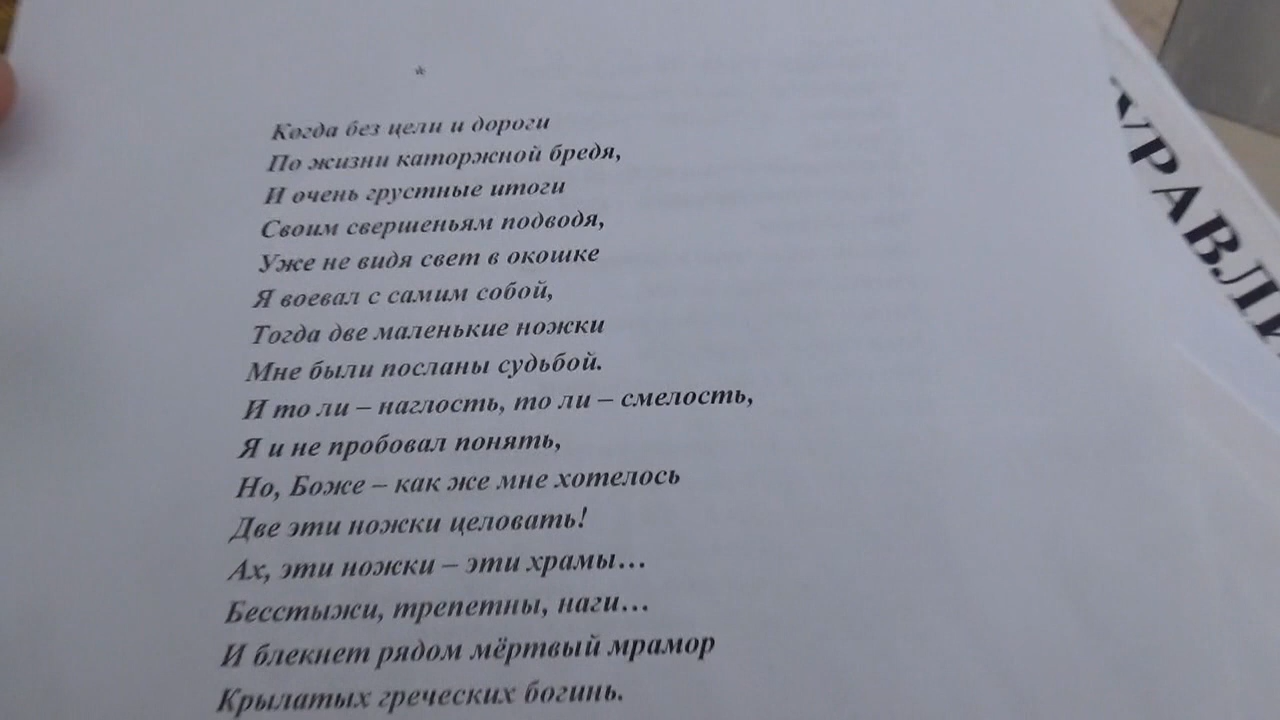 *
Когда без цели и дороги
По жизни каторжной бредя,
И очень грустные итоги
Своим свершеньям подводя,
Уже не видя свет в окошке
Я воевал с самим собой,
Тогда две маленькие ножки
Мне были посланы судьбой.
И то ли – наглость, то ли – смелость,
Я и не пробовал понять,
Но, Боже – как же мне хотелось
Две эти ножки целовать!
Ах, эти ножки – эти храмы...
Бесстыжи, трепетны, наги...
И блекнет рядом мёртвый мрамор
Крылатых греческих богинь.
УРАВЛИ